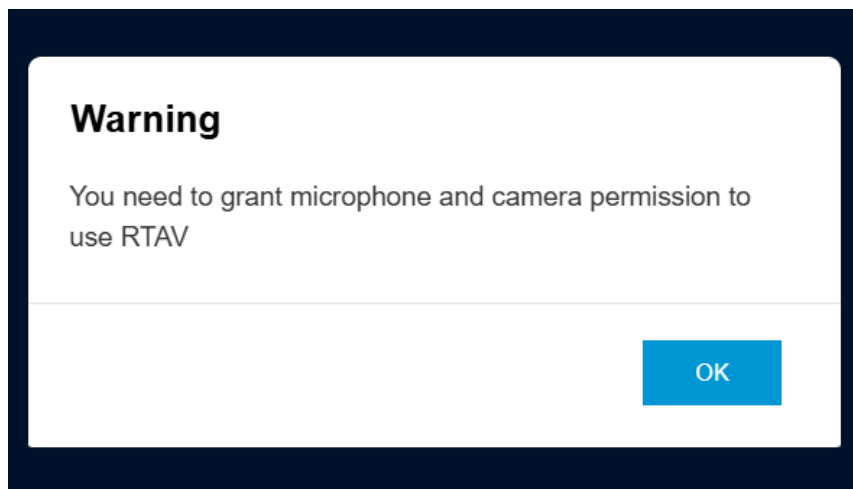 Warning
You need to grant microphone and camera permission to
use RTAV
OK